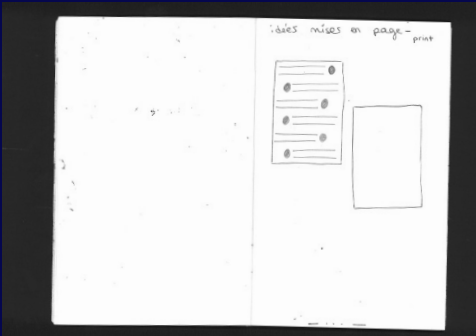 idées mises en page -
print